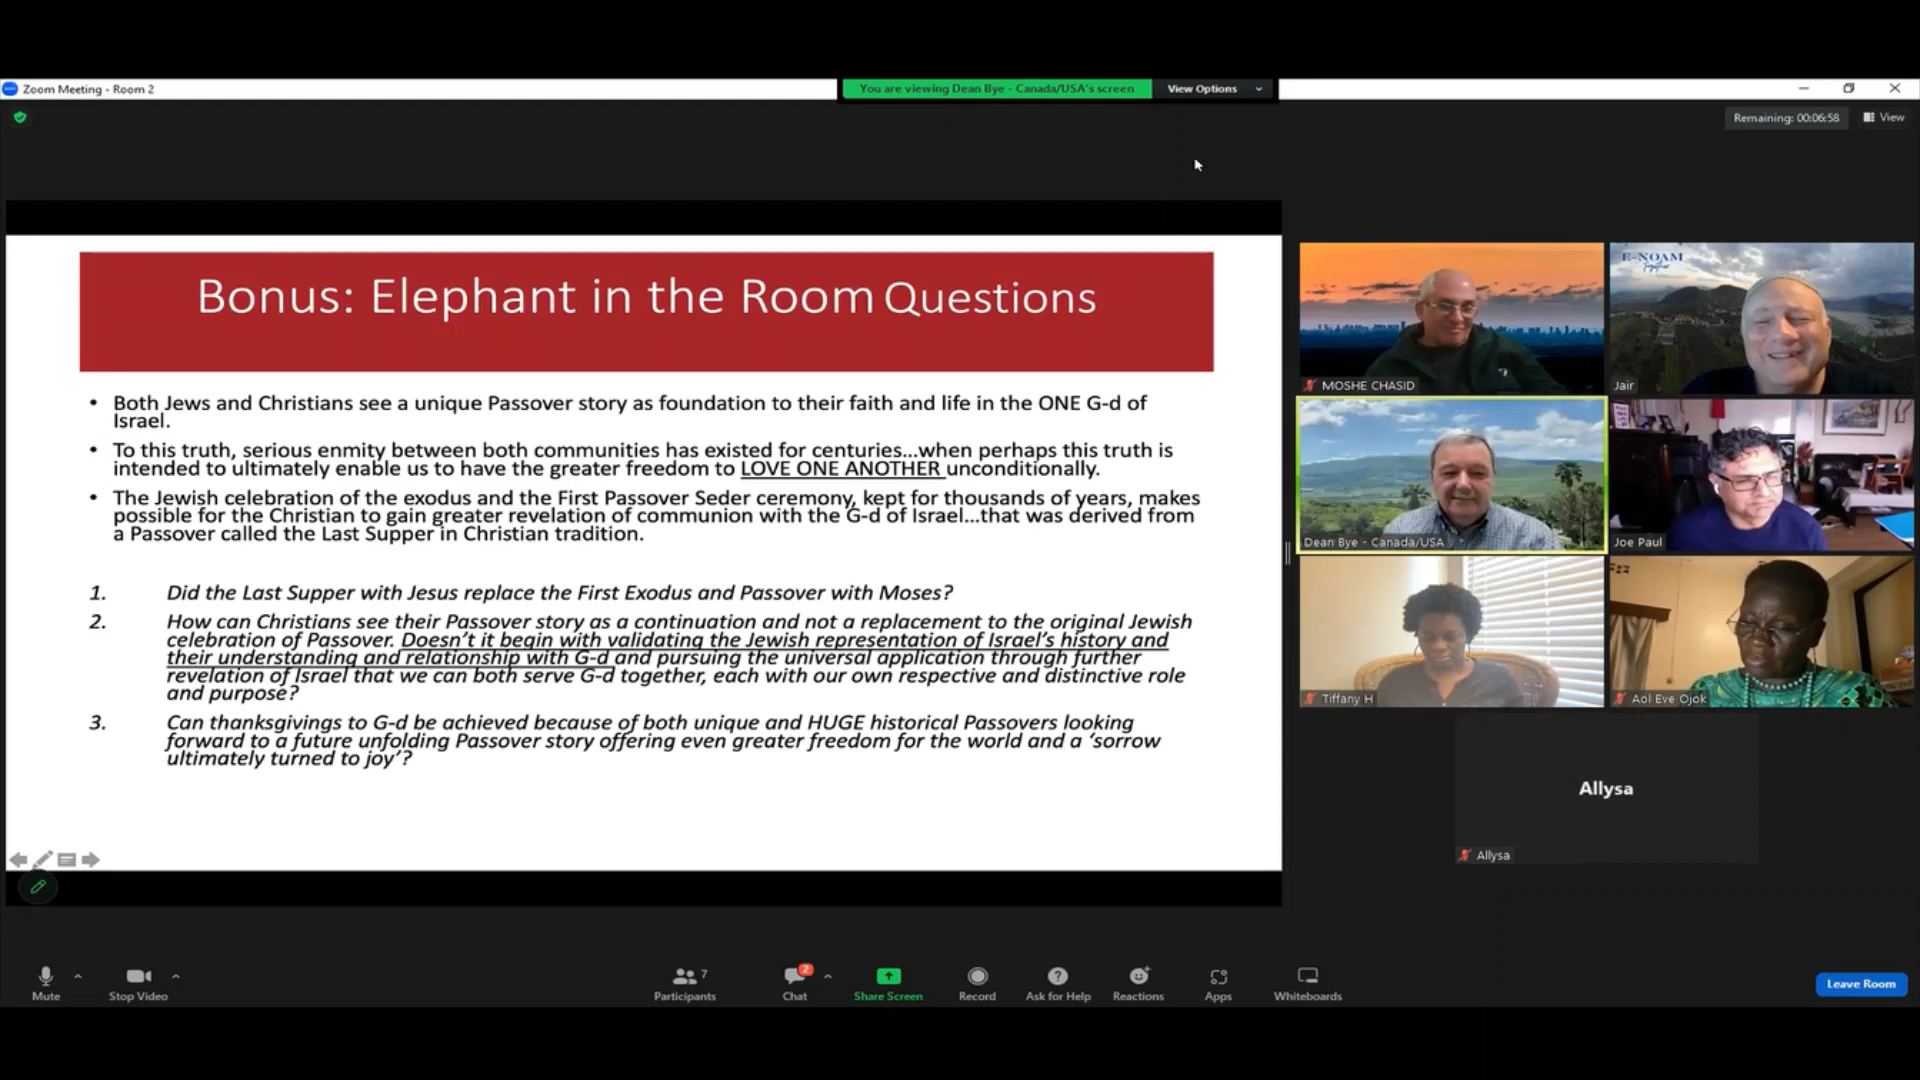 Zoom Meeting - Room 2
You are viewing Dean Bye - Canada/USA's screen
View Options
Remaining: 00:06:58
View
Bonus: Elephant in the Room Questions
• Both Jews and Christians see a unique Passover story as foundation to their faith and life in the ONE G-d of
Israel.
• To this truth, serious enmity between both communities has existed for centuries...when perhaps this truth is
intended to ultimately enable us to have the greater freedom to LOVE ONE ANOTHER unconditionally.
• The Jewish celebration of the exodus and the First Passover Seder ceremony, kept for thousands of years, makes
possible for the Christian to gain greater revelation of communion with the G-d of Israel...that was derived from
a Passover called the Last Supper in Christian tradition.
1. Did the Last Supper with Jesus replace the First Exodus and Passover with Moses?
2. How can Christians see their Passover story as a continuation and not a replacement to the original Jewish
celebration of Passover. Doesn't it begin with validating the Jewish representation of Israel's history and
their understanding and relationship with G-d and pursuing the universal application through further
revelation of Israel that we can both serve G-d together, each with our own respective and distinctive role
and purpose?
3. Can thanksgivings to G-d be achieved because of both unique and HUGE historical Passovers looking
forward to a future unfolding Passover story offering even greater freedom for the world and a 'sorrow
ultimately turned to joy'?
MOSHE CHASID
E-NOAM
Together
Jair
Dean Bye - Canada/USA
Joe Paul
Tiffany H
Aol Eve Ojok
Allysa
Allysa
Mute
Stop Video
Participants
7
Chat
2
Share Screen
Record
Ask for Help
Reactions
Apps
Whiteboards
Leave Room